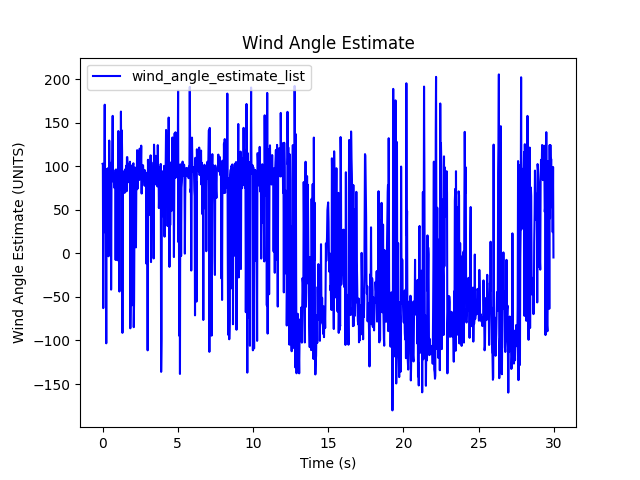 Wind Angle Estimate
wind_angle_estimate_list
Wind Angle Estimate (UNITS)
200
150
100
50
0
−50
−100
−150
0 5 10 15 20 25 30
Time (s)